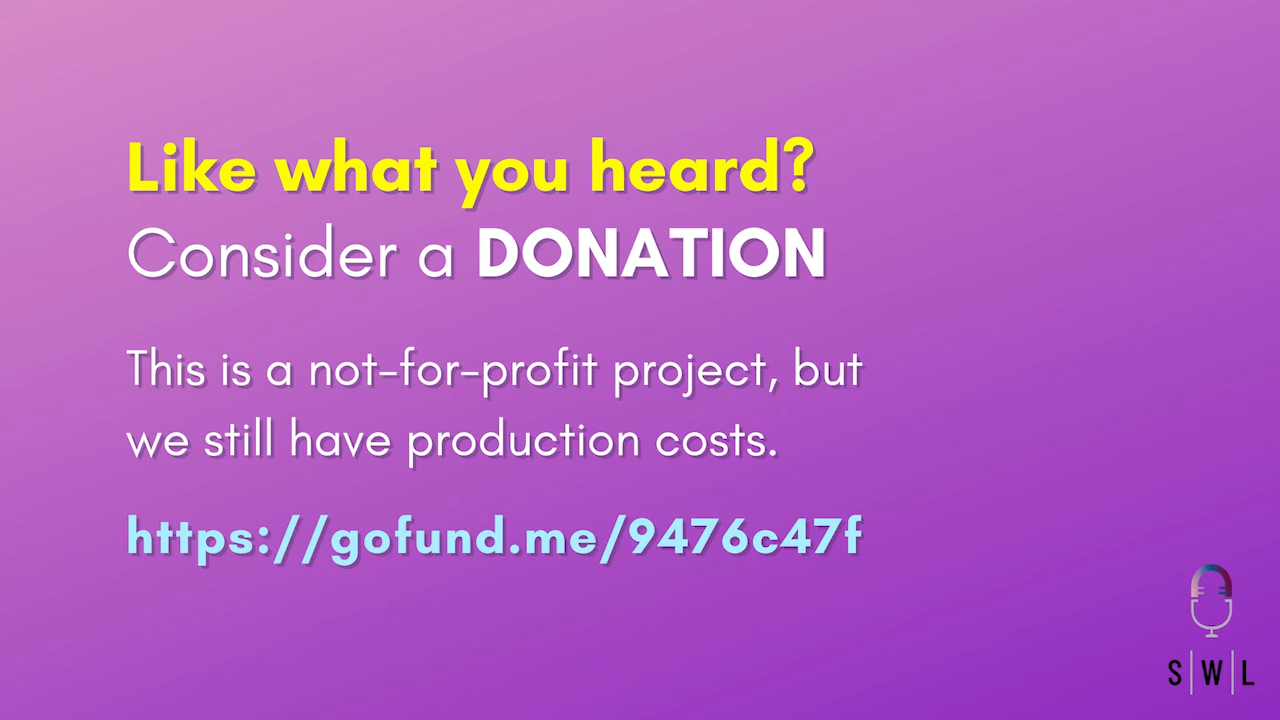 Like what you heard?
Consider a DONATION
This is a not-for-profit project, but
we still have production costs.
https://gofund.me/9476c47f
S|W|L